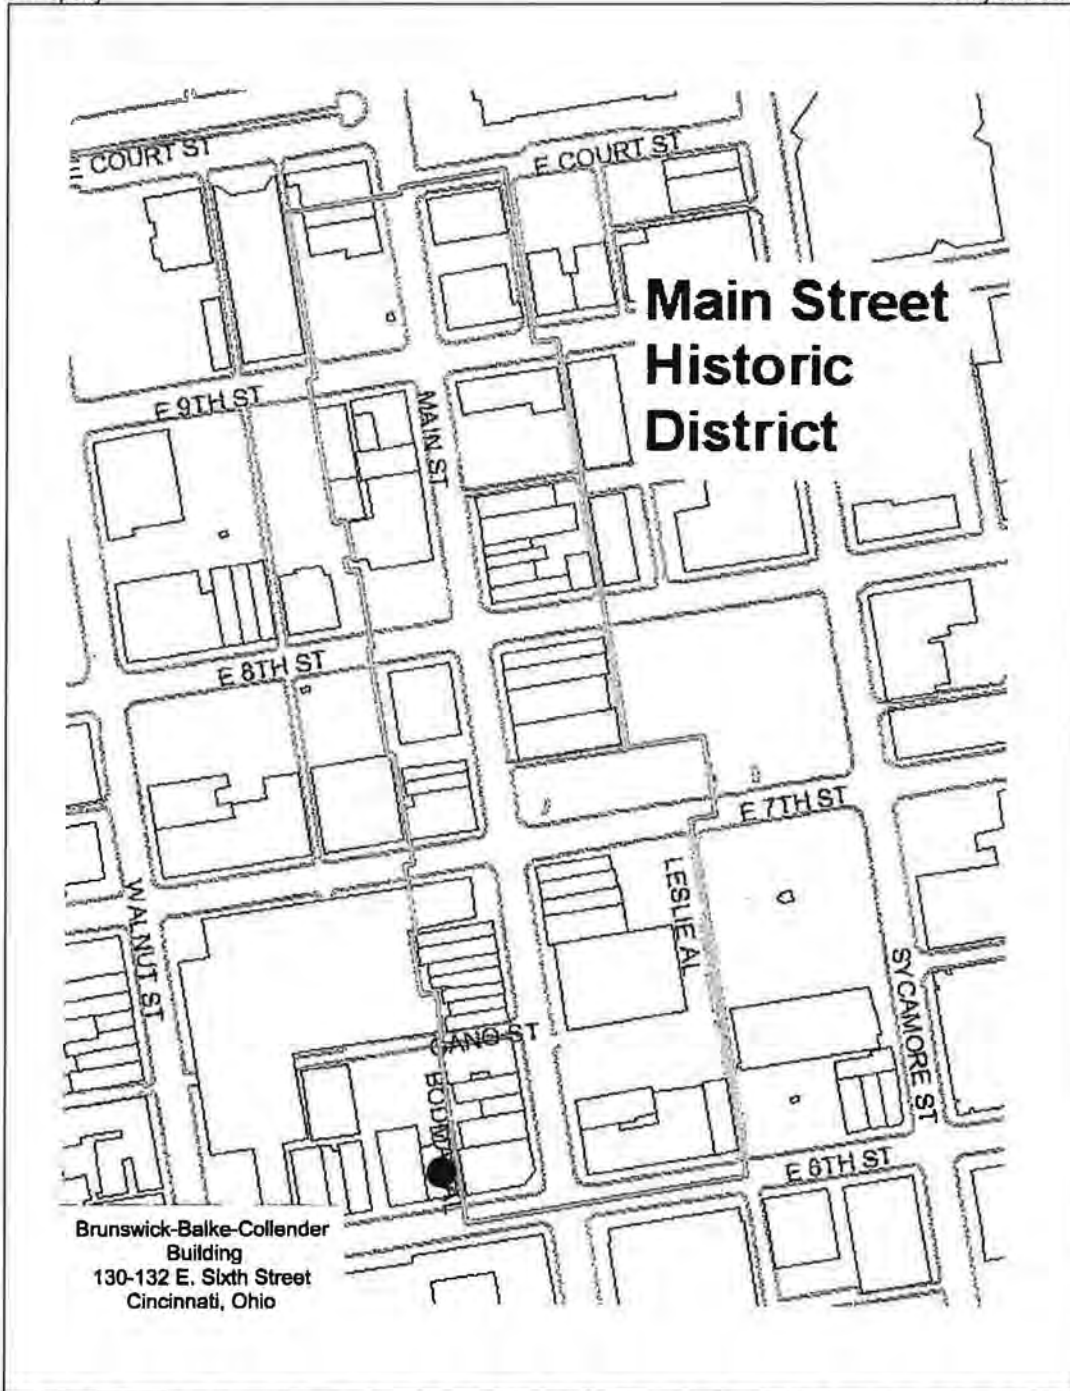 E COURT ST
E COURT ST
Main Street
Historic
District
E 9TH ST
MAIN ST
E 8TH ST
E 7TH ST
LESLIE AL
WALNUT ST
SYCAMORE ST
GANO ST
E 6TH ST
Brunswick-Balke-Collender
Building
130-132 E. Sixth Street
Cincinnati, Ohio